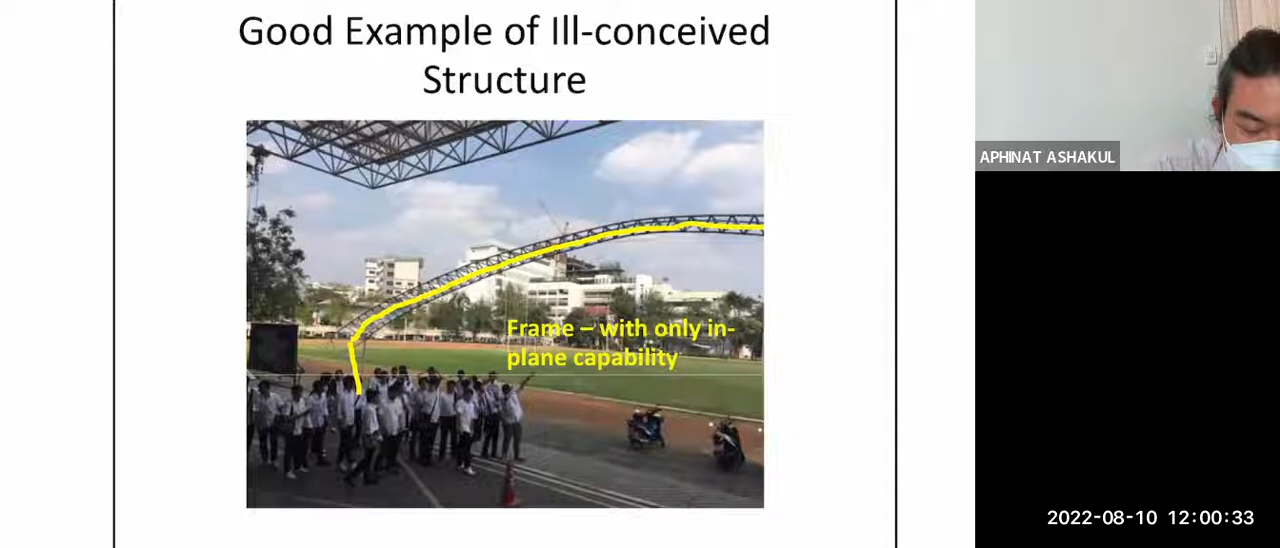 Good Example of Ill-conceived
Structure
Frame – with only in-
plane capability
APHINAT ASHAKUL
2022-08-10 12:00:33